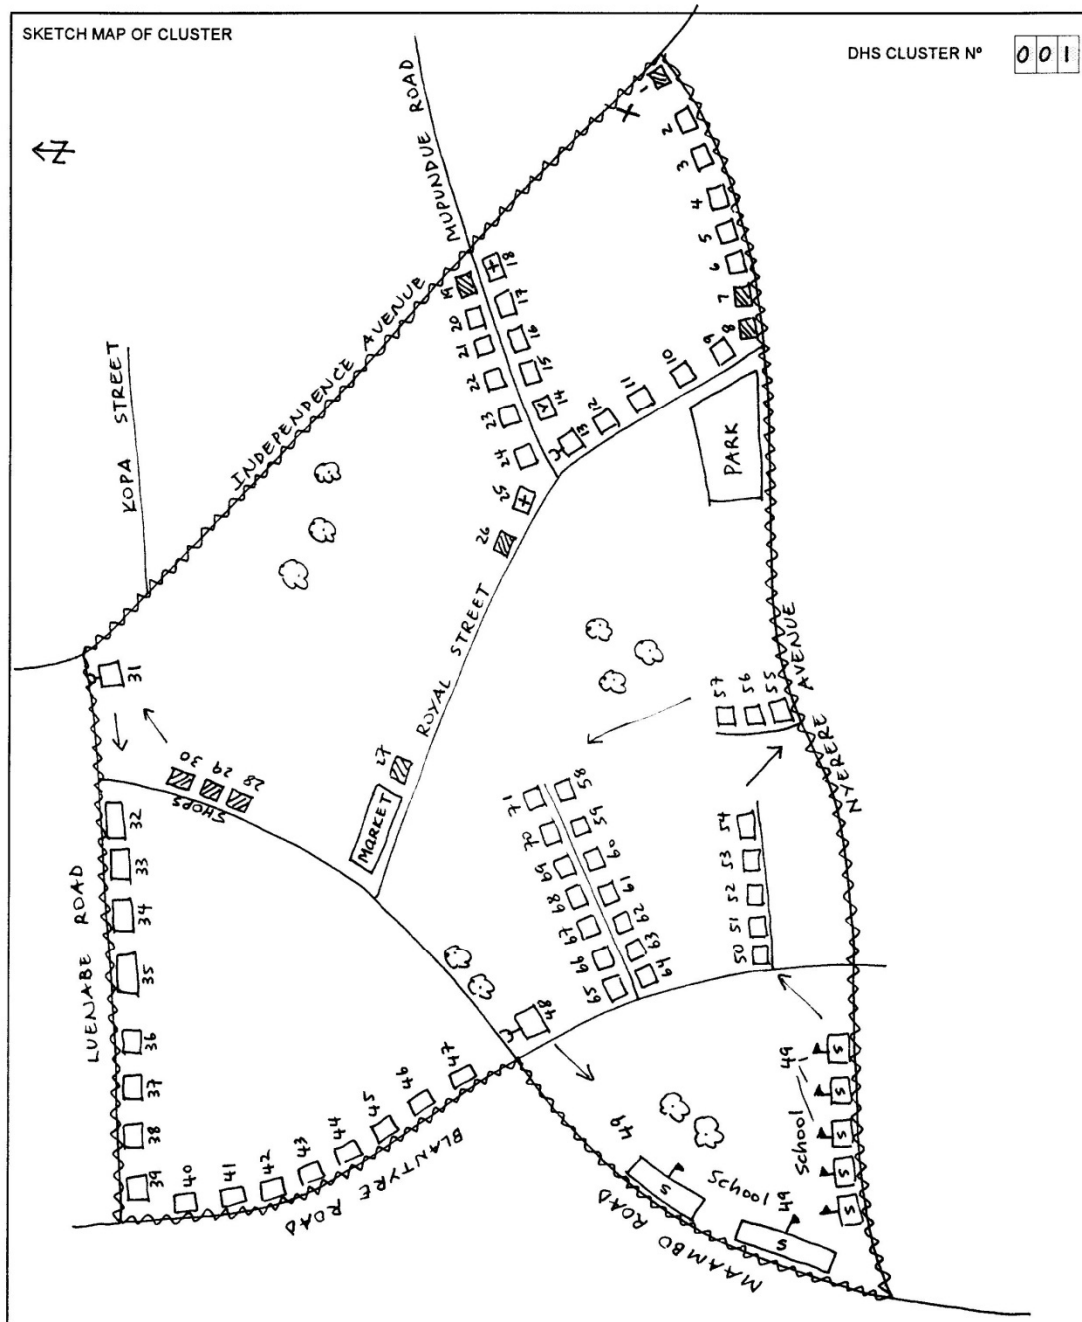 SKETCH MAP OF CLUSTER
DHS CLUSTER Nº 001
N
X
MUPUNDUE ROAD
KOPA STREET
INDEPENDENCE AVENUE
1
2
3
4
5
6
7
8
9
10
11
12
13
14
Y
15
16
17
18
19
20
21
22
23
24
25
26
PARK
ROYAL STREET
27
MARKET
28
29
30
SHOPS
31
LUENABE ROAD
32
33
34
35
36
37
38
39
40
41
42
43
44
45
46
47
BLANTYRE ROAD
48
49
SCHOOL
S
49
S
MAAMBO ROAD
School
49
S
S
S
S
S
50
51
52
53
54
55
56
57
NYERERE AVENUE
58
59
60
61
62
63
64
65
66
67
68
69
70
71